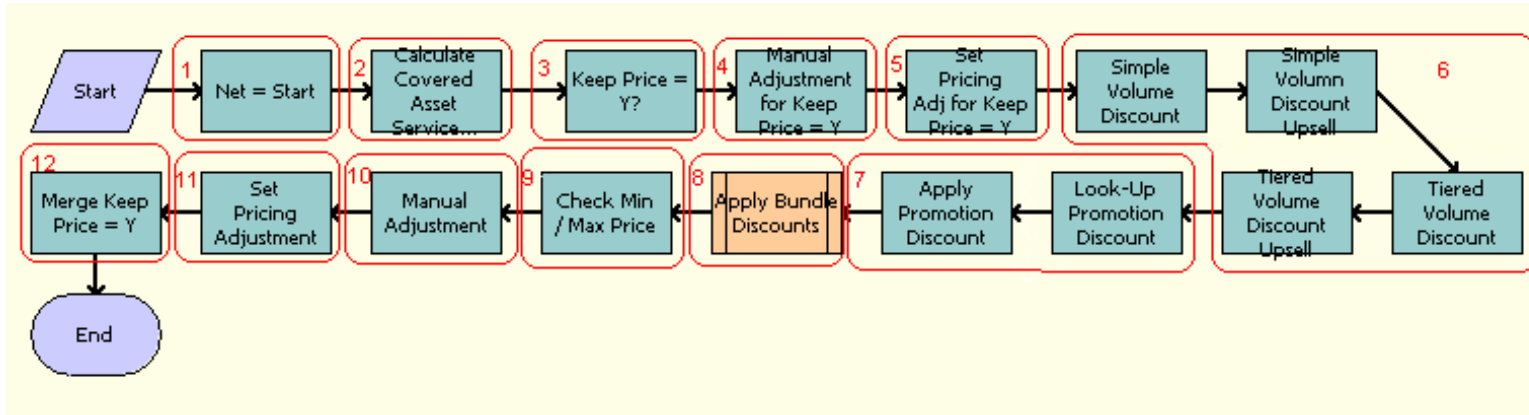 Start
1
Net = Start
2
Calculate
Covered
Asset
Service...
3
Keep Price =
Y?
4
Manual
Adjustment
for Keep
Price = Y
5
Set
Pricing
Adj for Keep
Price = Y
6
Simple
Volume
Discount
Simple
Volumn
Discount
Upsell
Tiered
Volume
Discount
Tiered
Volume
Discount
Upsell
7
Look-Up
Promotion
Discount
Apply
Promotion
Discount
8
Apply Bundle
Discounts
9
Check Min
/ Max Price
10
Manual
Adjustment
11
Set
Pricing
Adjustment
12
Merge Keep
Price = Y
End